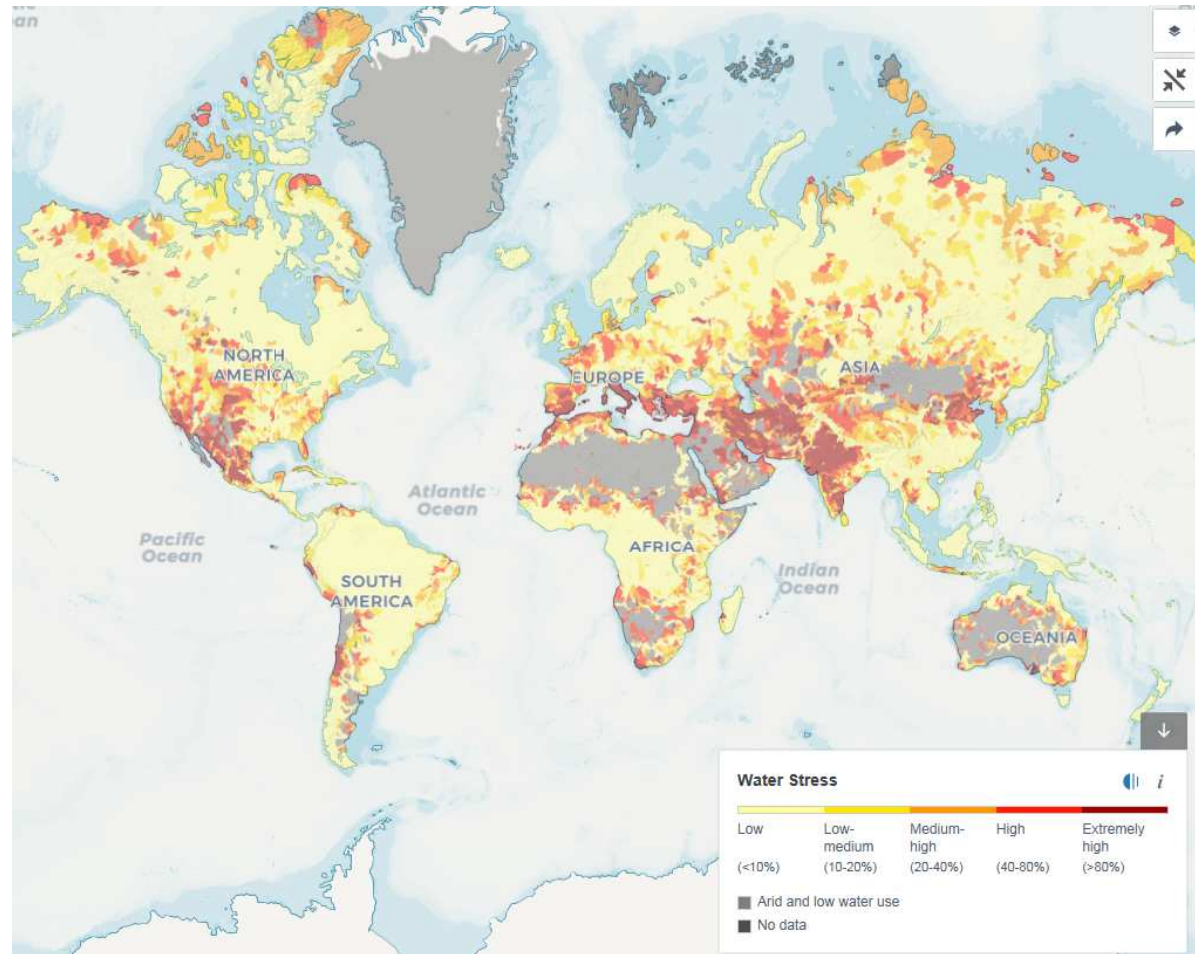 ean
NORTH
AMERICA
EUROPE
ASIA
Atlantic
Ocean
Pacific
Ocean
AFRICA
SOUTH
AMERICA
Indian
Ocean
OCEANIA
Water Stress
i
Low
Low-
medium
Medium-
high
High
Extremely
high
(<10%)
(10-20%)
(20-40%)
(40-80%)
(>80%)
Arid and low water use
No data